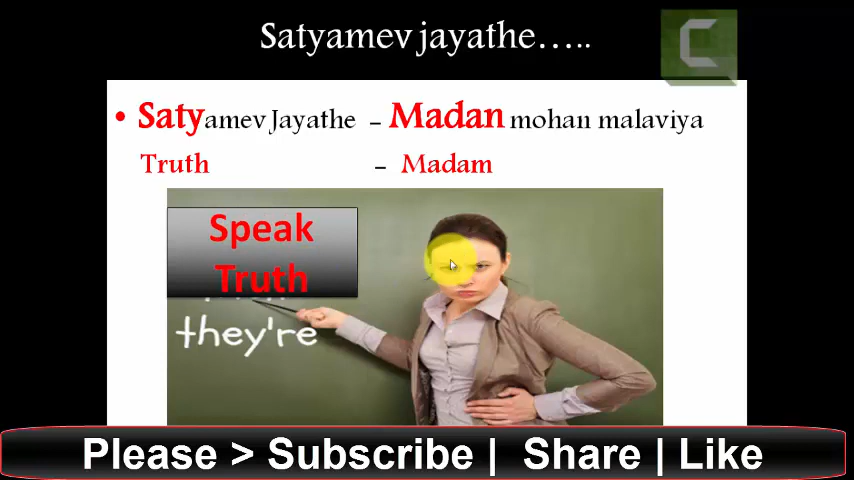 Satyamev jayathe.....
• Satyamev Jayathe – Madan mohan malaviya
Truth – Madam
Speak
Truth
they're
Please > Subscribe | Share | Like